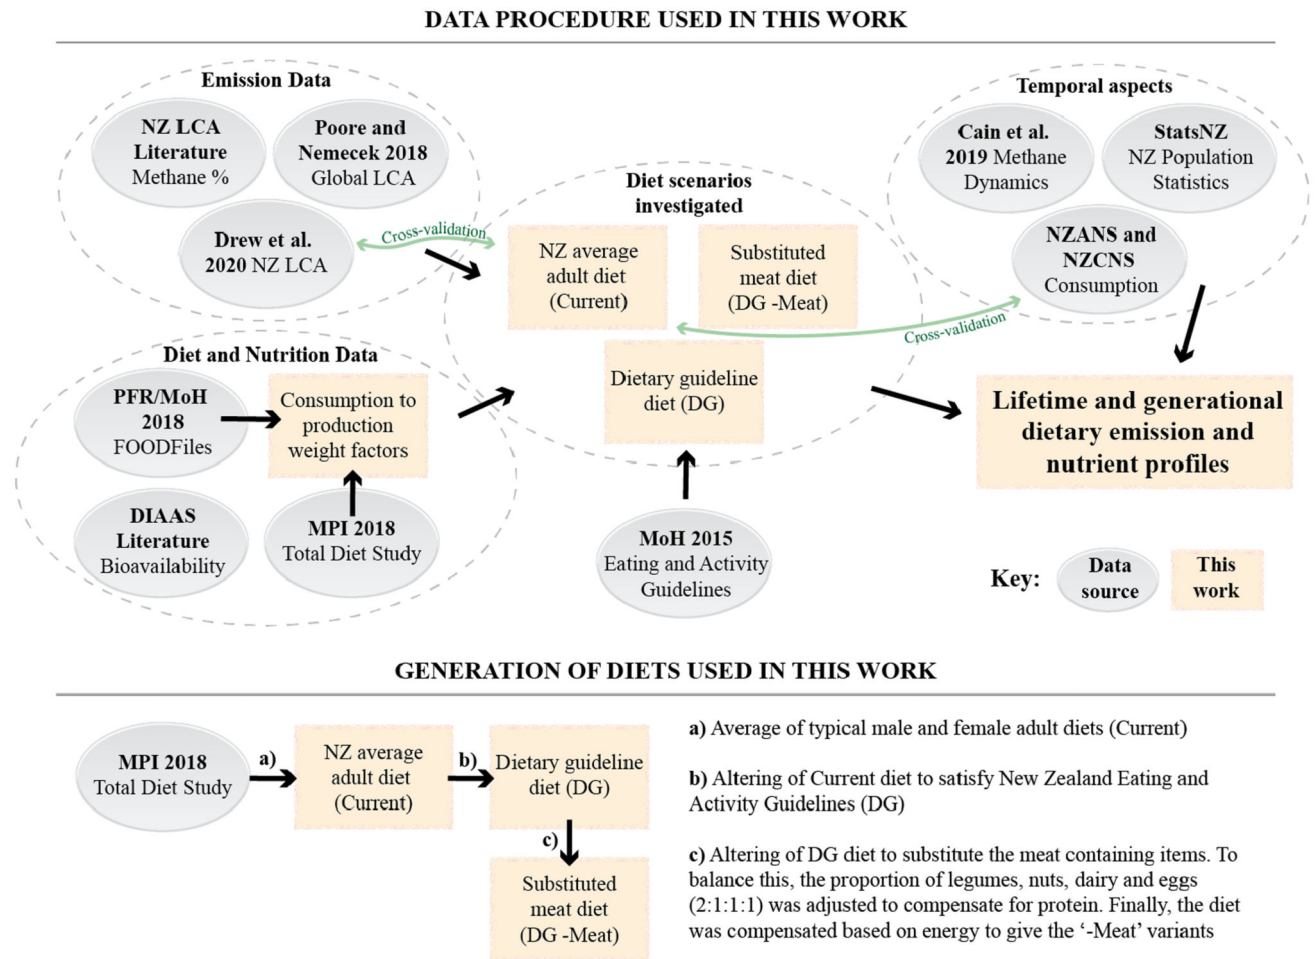 DATA PROCEDURE USED IN THIS WORK
Emission Data
NZ LCA
Literature
Methane %
Poore and
Nemecek 2018
Global LCA
Drew et al.
2020 NZ LCA
Cross-validation
Diet scenarios
investigated
NZ average
adult diet
(Current)
Substituted
meat diet
(DG -Meat)
Dietary guideline
diet (DG)
Temporal aspects
Cain et al.
2019 Methane
Dynamics
StatsNZ
NZ Population
Statistics
NZANS and
NZCNS
Consumption
Cross-validation
Diet and Nutrition Data
PFR/MoH
2018
FOODFiles
Consumption to
production
weight factors
DIAAS
Literature
Bioavailability
MPI 2018
Total Diet Study
MoH 2015
Eating and Activity
Guidelines
Lifetime and generational
dietary emission and
nutrient profiles
Key:
Data
source
This
work
GENERATION OF DIETS USED IN THIS WORK
MPI 2018
Total Diet Study
a)
NZ average
adult diet
(Current)
b)
Dietary guideline
diet (DG)
c)
Substituted
meat diet
(DG -Meat)
a) Average of typical male and female adult diets (Current)
b) Altering of Current diet to satisfy New Zealand Eating and
Activity Guidelines (DG)
c) Altering of DG diet to substitute the meat containing items. To
balance this, the proportion of legumes, nuts, dairy and eggs
(2:1:1:1) was adjusted to compensate for protein. Finally, the diet
was compensated based on energy to give the ‘-Meat’ variants